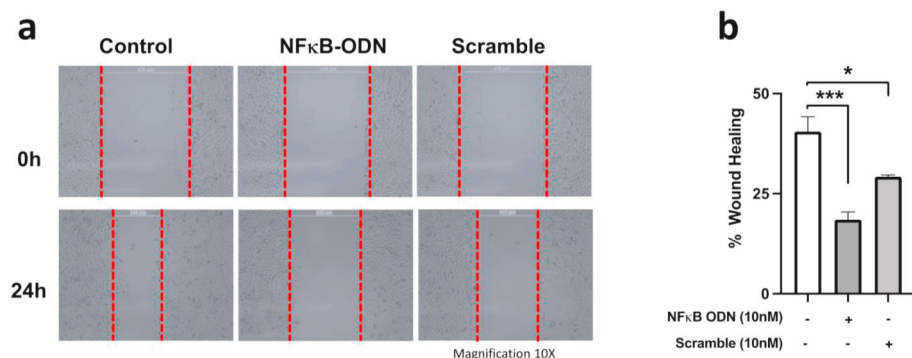 a
Control NFκB-ODN Scramble
0h
24h
Magnification 10X
b
*
***
50
25
0
% Wound Healing
NFκB ODN (10nM) - + -
Scramble (10nM) - - +